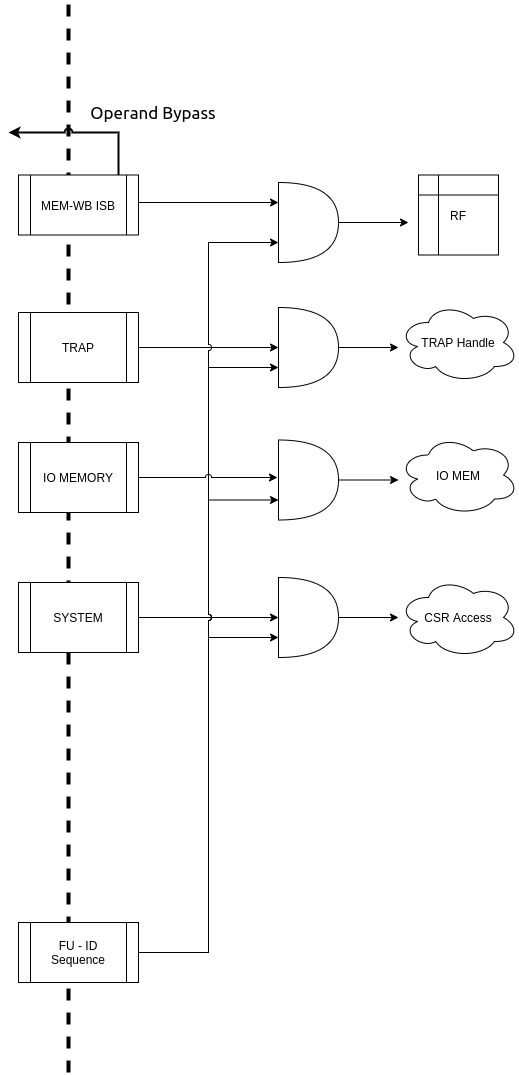 Operand Bypass
MEM-WB ISB
RF
TRAP
TRAP Handle
IO MEMORY
IO MEM
SYSTEM
CSR Access
FU - ID
Sequence